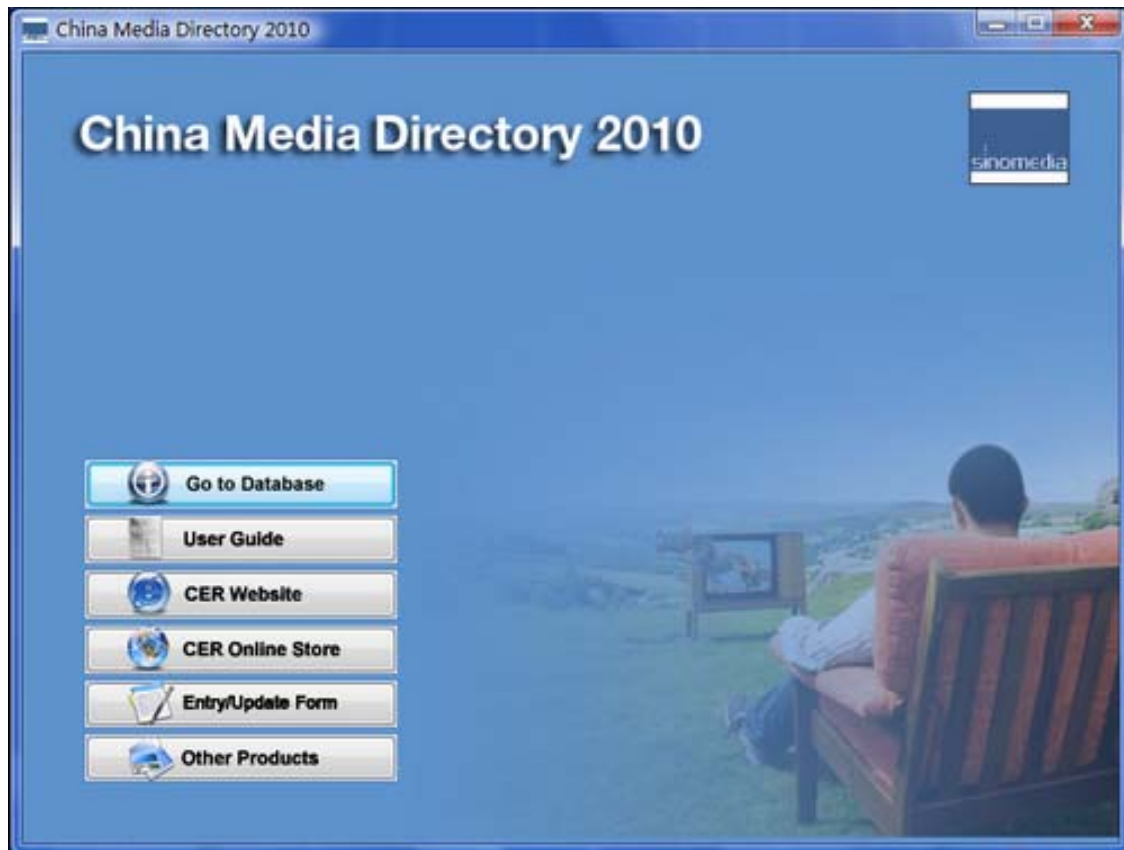 China Media Directory 2010
China Media Directory 2010
sinomedia
Go to Database
User Guide
CER Website
CER Online Store
Entry/Update Form
Other Products